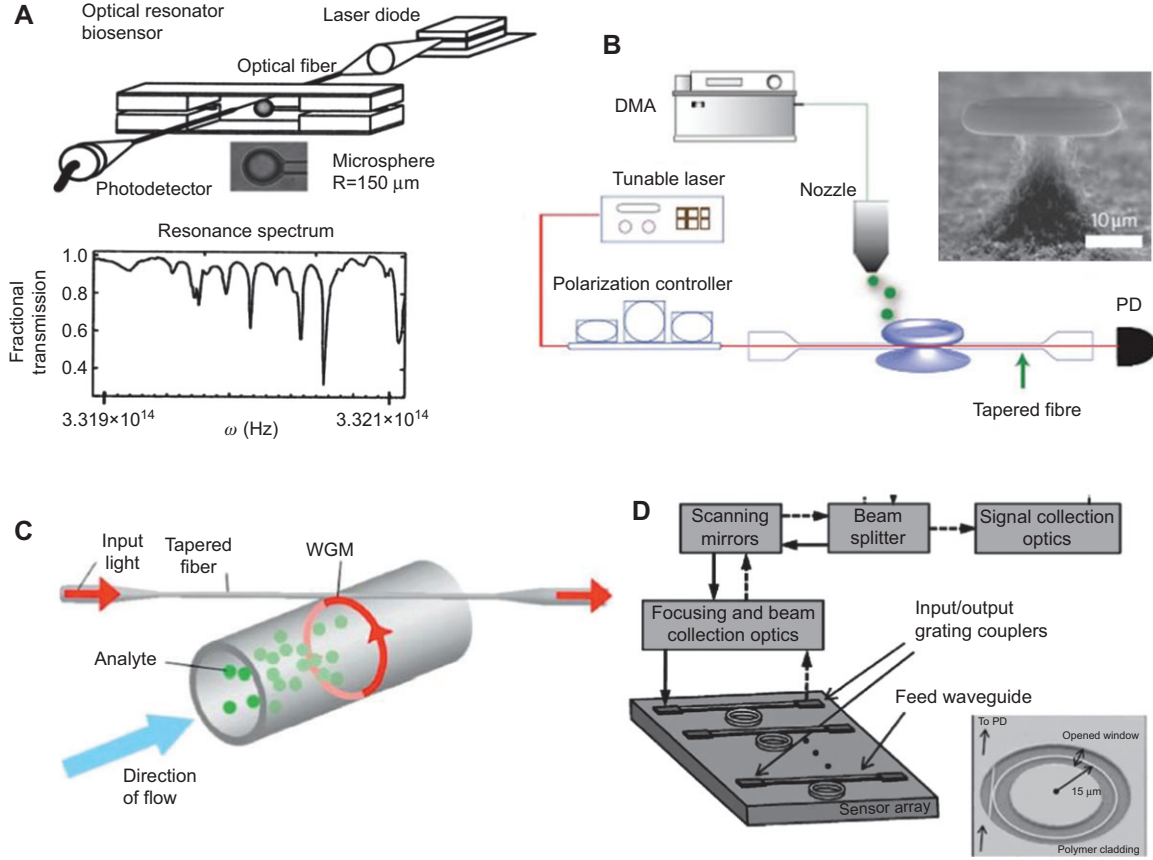 A
Optical resonator
biosensor
Laser diode
Optical fiber
Photodetector
Microsphere
R=150 μm
Resonance spectrum
Fractional
transmission
1.0
0.8
0.6
0.4
3.319×10¹⁴
3.321×10¹⁴
ω (Hz)
B
DMA
Tunable laser
Nozzle
10 μm
Polarization controller
PD
Tapered fibre
C
Input
light
Tapered
fiber
WGM
Analyte
Direction
of flow
D
Scanning
mirrors
Beam
splitter
Signal collection
optics
Focusing and beam
collection optics
Input/output
grating couplers
Feed waveguide
Sensor array
To PD
Opened window
15 μm
Polymer cladding